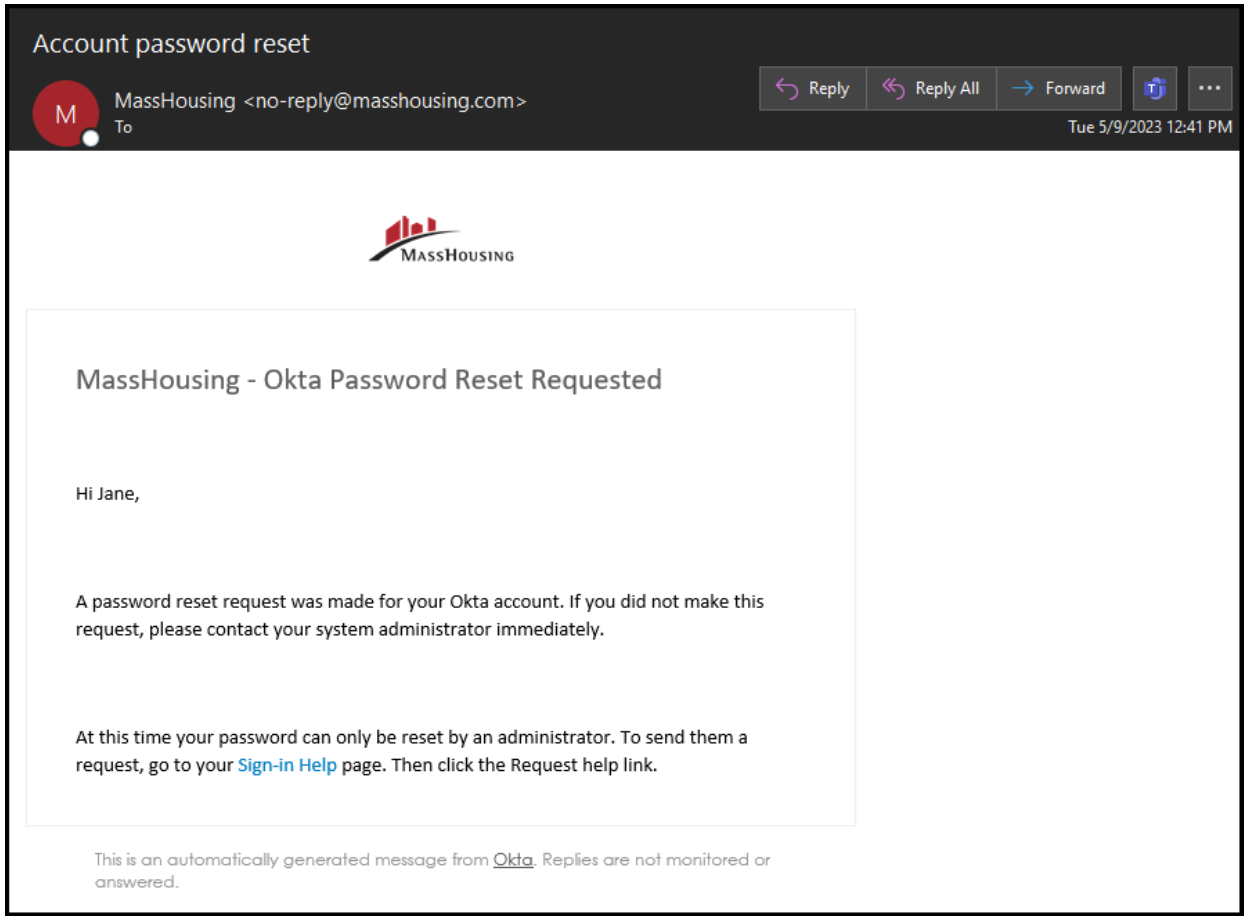 Account password reset
M
MassHousing <no-reply@masshousing.com>
To
Reply
Reply All
Forward
Tue 5/9/2023 12:41 PM
MASSHOUSING
MassHousing - Okta Password Reset Requested
Hi Jane,
A password reset request was made for your Okta account. If you did not make this
request, please contact your system administrator immediately.
At this time your password can only be reset by an administrator. To send them a
request, go to your Sign-in Help page. Then click the Request help link.
This is an automatically generated message from Okta. Replies are not monitored or
answered.